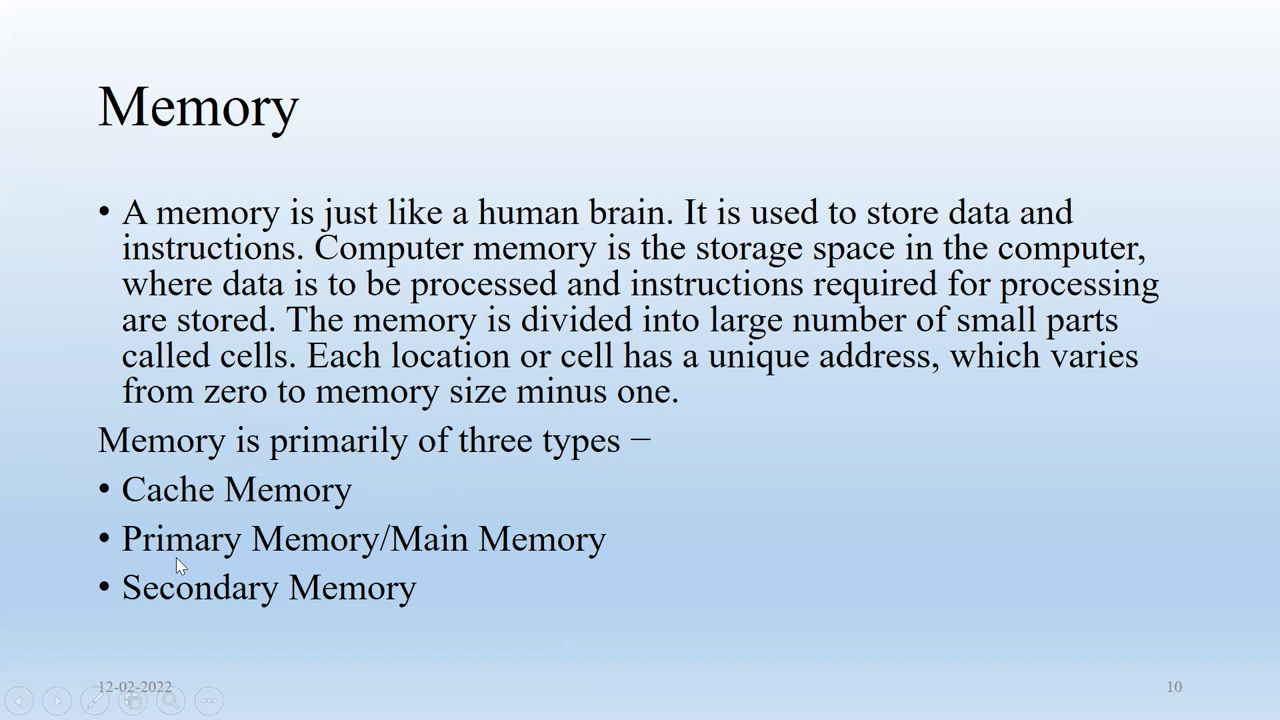 Memory
• A memory is just like a human brain. It is used to store data and
instructions. Computer memory is the storage space in the computer,
where data is to be processed and instructions required for processing
are stored. The memory is divided into large number of small parts
called cells. Each location or cell has a unique address, which varies
from zero to memory size minus one.
Memory is primarily of three types −
• Cache Memory
• Primary Memory/Main Memory
• Secondary Memory
12-02-2022
10